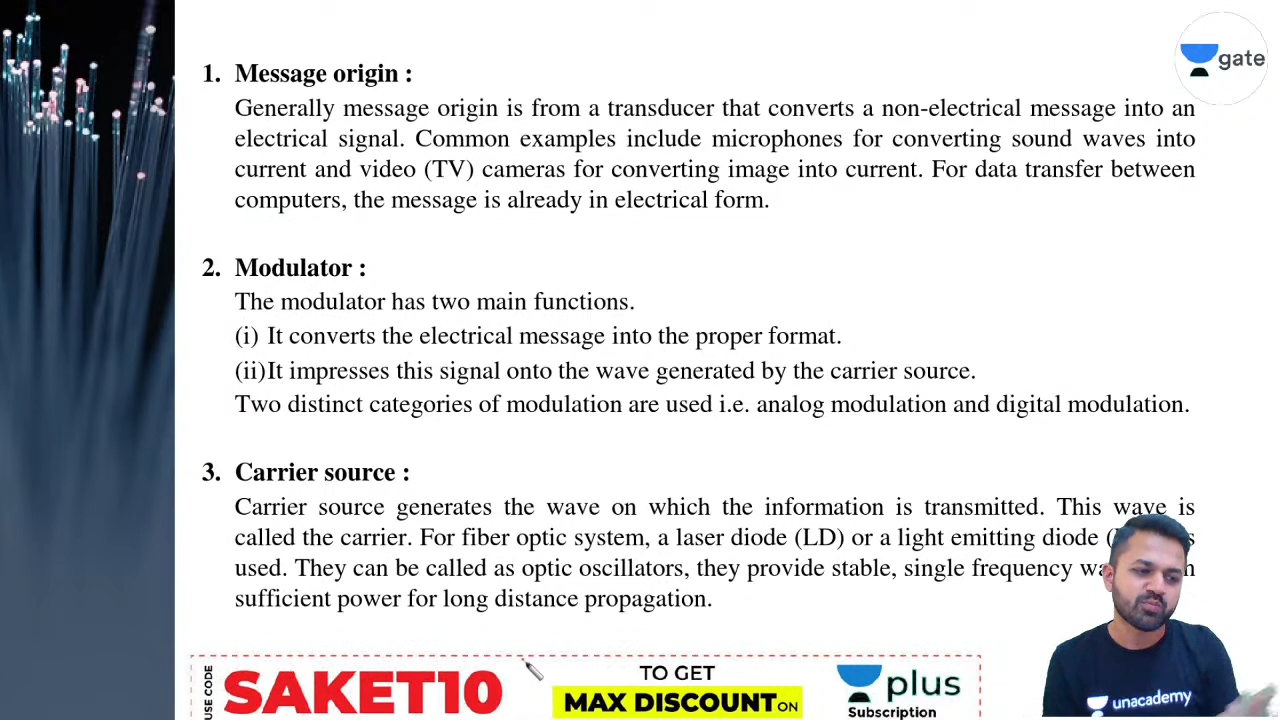 gate
1. Message origin :
Generally message origin is from a transducer that converts a non-electrical message into an
electrical signal. Common examples include microphones for converting sound waves into
current and video (TV) cameras for converting image into current. For data transfer between
computers, the message is already in electrical form.
2. Modulator :
The modulator has two main functions.
(i) It converts the electrical message into the proper format.
(ii)It impresses this signal onto the wave generated by the carrier source.
Two distinct categories of modulation are used i.e. analog modulation and digital modulation.
3. Carrier source :
Carrier source generates the wave on which the information is transmitted. This wave is
called the carrier. For fiber optic system, a laser diode (LD) or a light emitting diode (
used. They can be called as optic oscillators, they provide stable, single frequency
sufficient power for long distance propagation.
USE CODE
SAKET10
TO GET
MAX DISCOUNT ON
plus
Subscription
unacademy